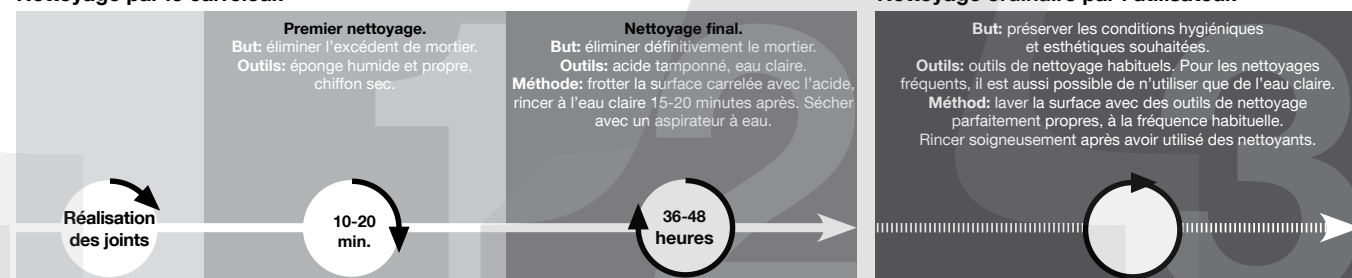 Premier nettoyage.
But: éliminer l'excédent de mortier.
Outils: éponge humide et propre,
chiffon sec.
Nettoyage final.
But: éliminer définitivement le mortier.
Outils: acide tamponné, eau claire.
Méthode: frotter la surface carrelée avec l'acide,
rincer à l'eau claire 15-20 minutes après. Sécher
avec un aspirateur à eau.
Réalisation
des joints
10-20
min.
36-48
heures
1
2
But: préserver les conditions hygiéniques
et esthétiques souhaitées.
Outils: outils de nettoyage habituels. Pour les nettoyages
fréquents, il est aussi possible de n'utiliser que de l'eau claire.
Méthod: laver la surface avec des outils de nettoyage
parfaitement propres, à la fréquence habituelle.
Rincer soigneusement après avoir utilisé des nettoyants.
3